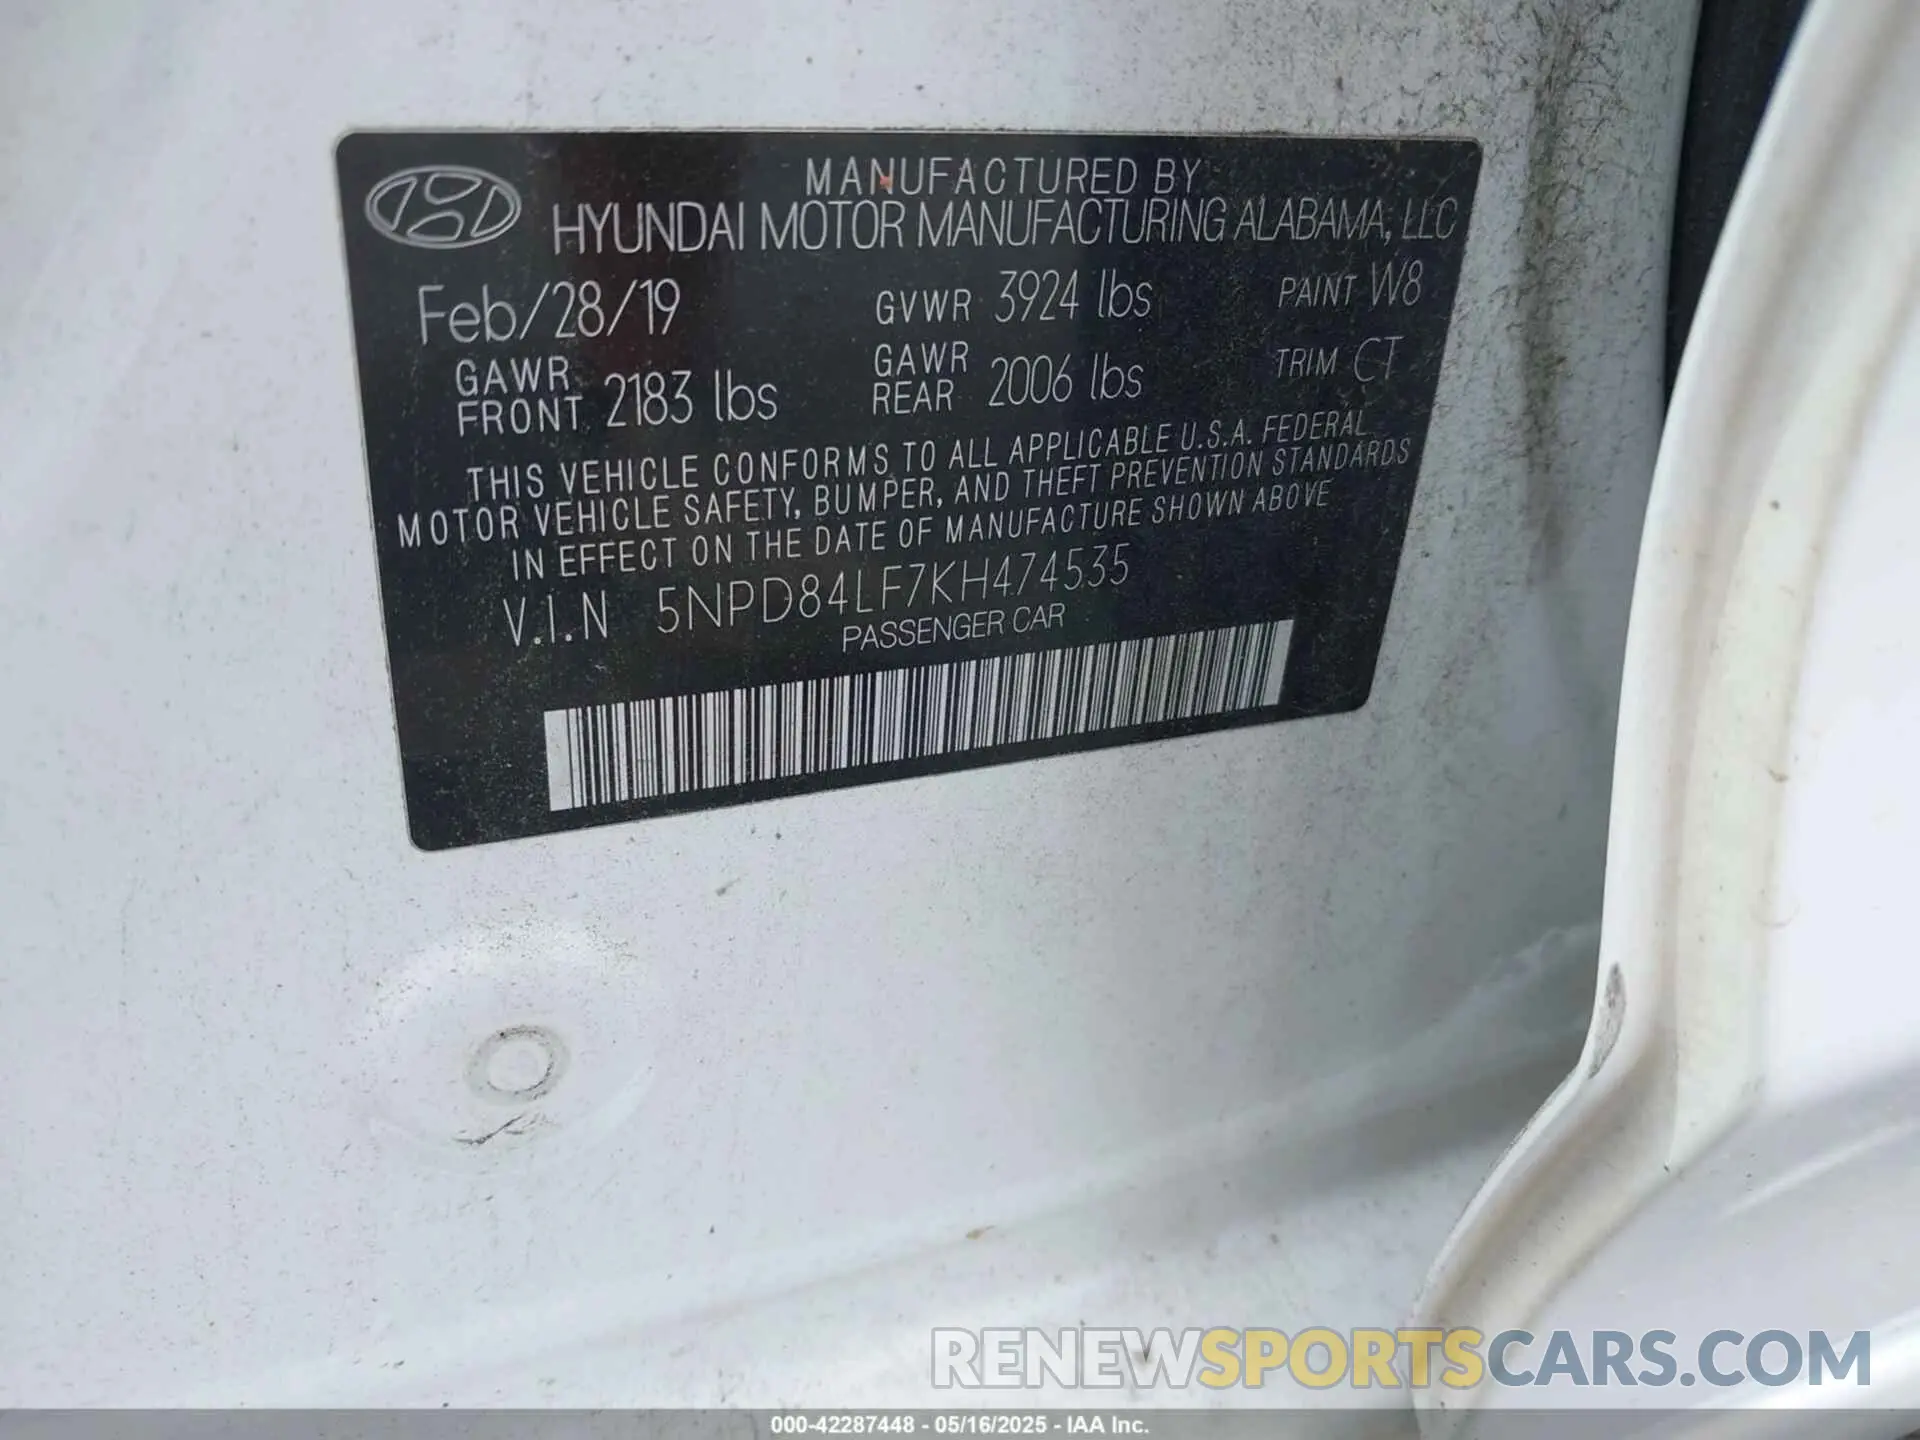 MANUFACTURED BY
HYUNDAI MOTOR MANUFACTURING ALABAMA, LLC
Feb/28/19 GVWR 3924 lbs PAINT W8
GAWR FRONT 2183 lbs GAWR REAR 2006 lbs TRIM CT
THIS VEHICLE CONFORMS TO ALL APPLICABLE U.S.A. FEDERAL
MOTOR VEHICLE SAFETY, BUMPER, AND THEFT PREVENTION STANDARDS
IN EFFECT ON THE DATE OF MANUFACTURE SHOWN ABOVE
V.I.N 5NPD84LF7KH474535
PASSENGER CAR
RENEWSPORTSCARS.COM
000-42287448 - 05/16/2025 - IAA Inc.